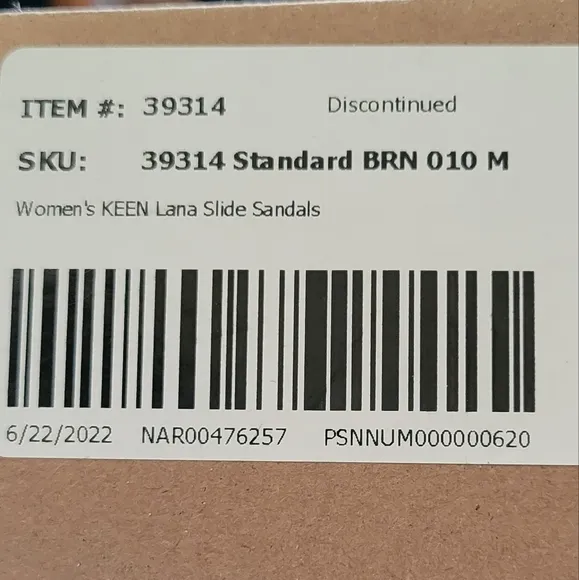 ITEM #: 39314 Discontinued
SKU: 39314 Standard BRN 010 M
Women's KEEN Lana Slide Sandals
6/22/2022 NAR00476257 PSNNUM000000620